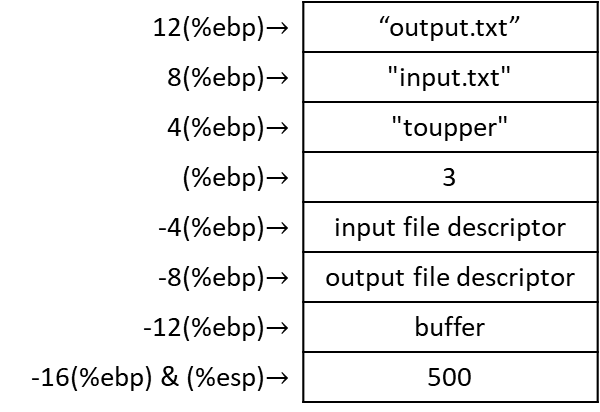 12(%ebp)→ “output.txt”
8(%ebp)→ "input.txt"
4(%ebp)→ "toupper"
(%ebp)→ 3
-4(%ebp)→ input file descriptor
-8(%ebp)→ output file descriptor
-12(%ebp)→ buffer
-16(%ebp) & (%esp)→ 500